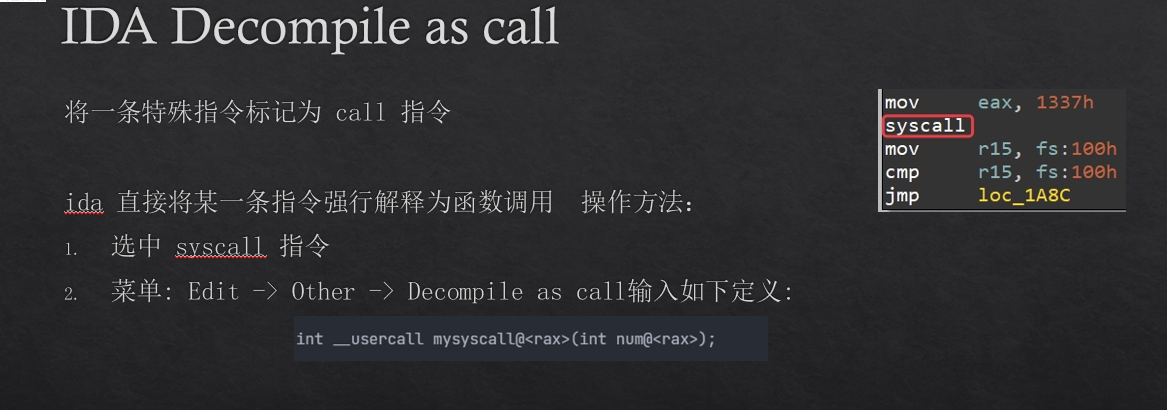 IDA Decompile as call
将一条特殊指令标记为 call 指令
mov eax, 1337h
syscall
mov r15, fs:100h
cmp r15, fs:100h
jmp loc_1A8C
ida 直接将某一条指令强行解释为函数调用 操作方法:
1. 选中 syscall 指令
2. 菜单: Edit -> Other -> Decompile as call输入如下定义:
int __usercall mysyscall@<rax>(int num@<rax>);